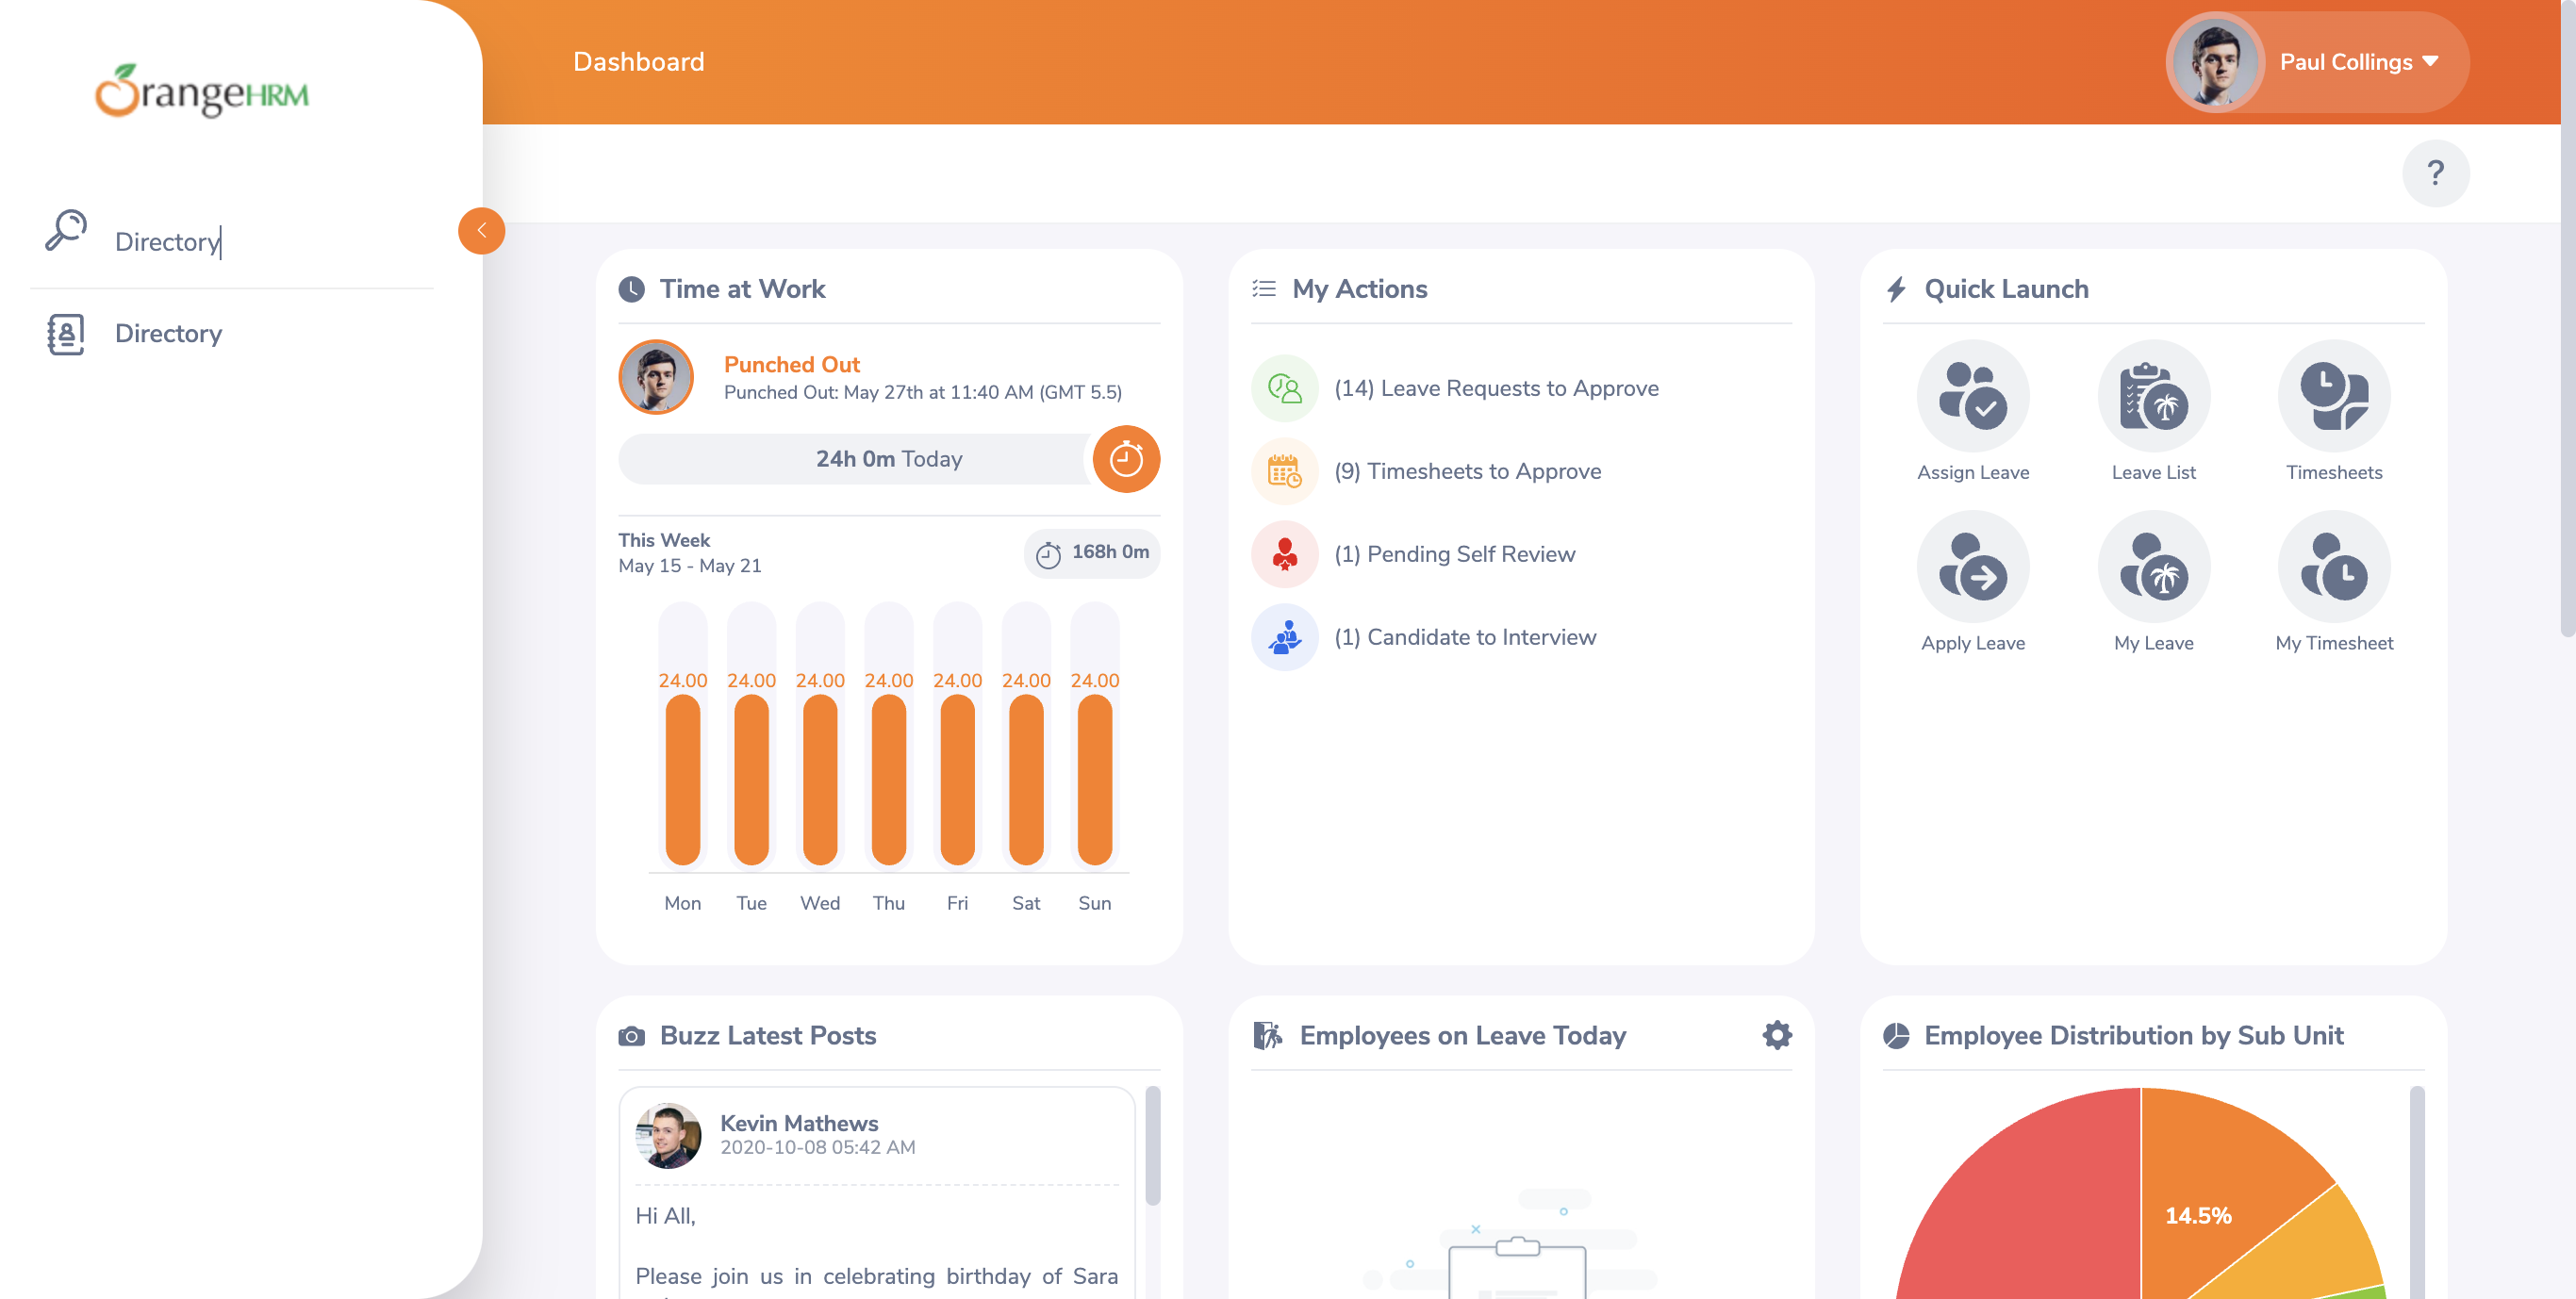 OrangeHRM
Directory
Directory
Dashboard
Paul Collings
?
Time at Work
Punched Out
Punched Out: May 27th at 11:40 AM (GMT 5.5)
24h 0m Today
This Week
May 15 - May 21
168h 0m
24.00 24.00 24.00 24.00 24.00 24.00 24.00
Mon Tue Wed Thu Fri Sat Sun
My Actions
(14) Leave Requests to Approve
(9) Timesheets to Approve
(1) Pending Self Review
(1) Candidate to Interview
Quick Launch
Assign Leave Leave List Timesheets
Apply Leave My Leave My Timesheet
Buzz Latest Posts
Kevin Mathews
2020-10-08 05:42 AM
Hi All,
Please join us in celebrating birthday of Sara
Employees on Leave Today
Employee Distribution by Sub Unit
14.5%